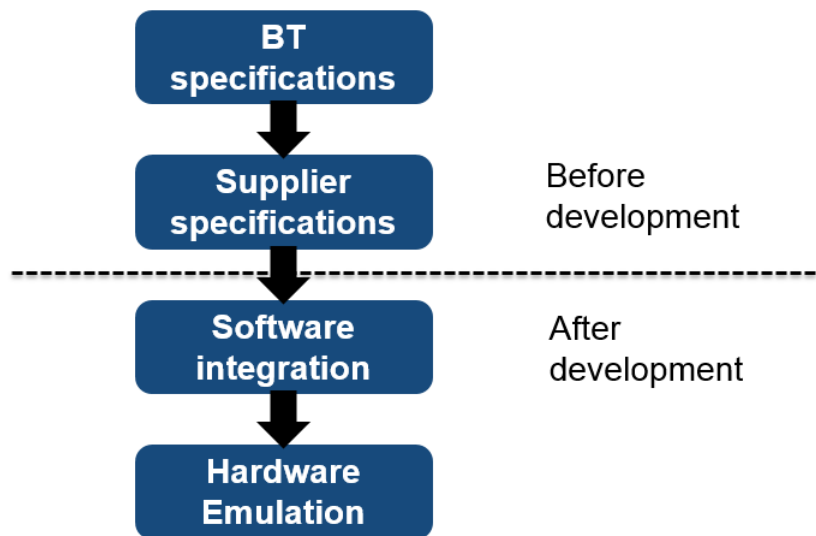 BT
specifications
Supplier
specifications
Before
development
Software
integration
After
development
Hardware
Emulation